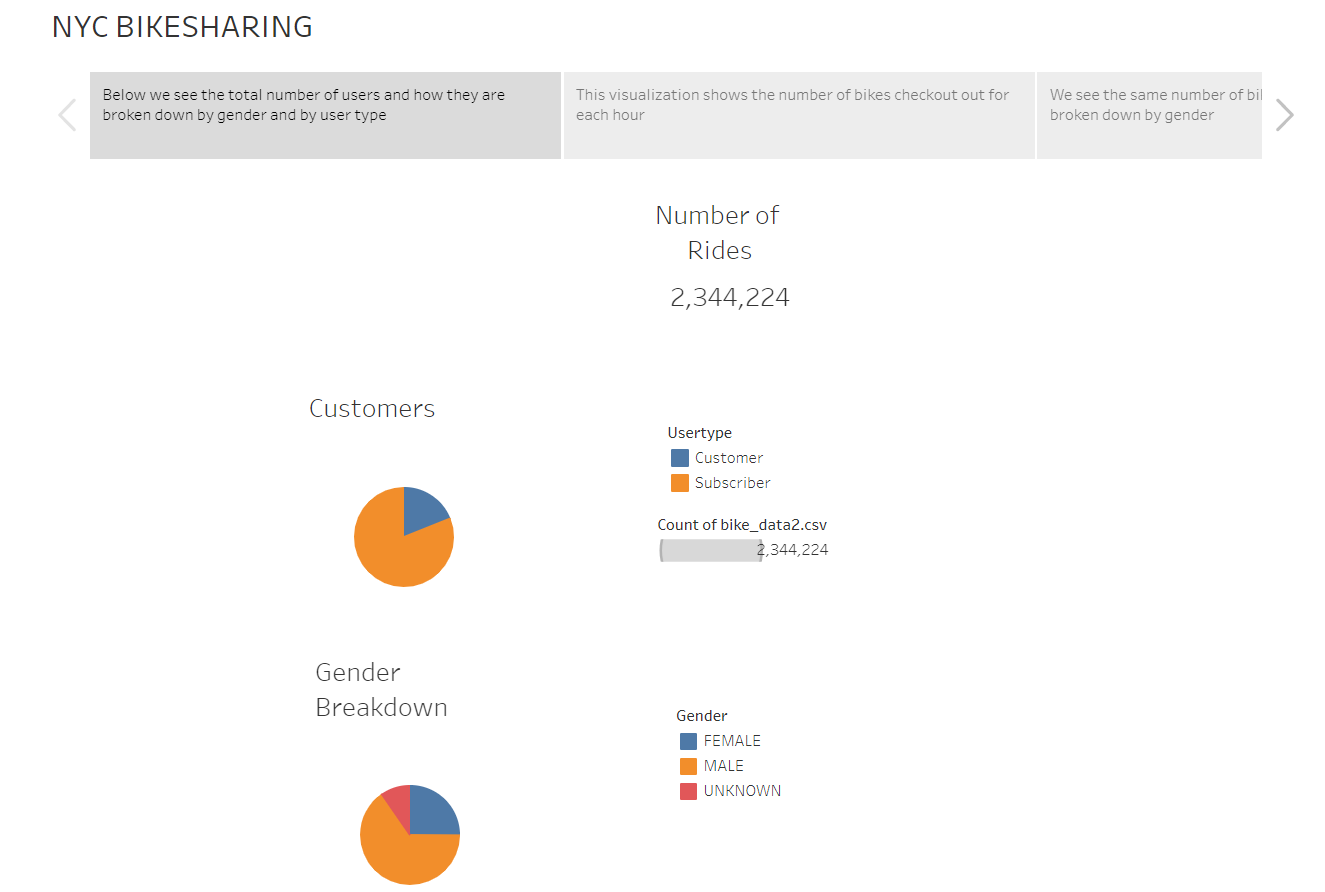 NYC BIKESHARING
Below we see the total number of users and how they are
broken down by gender and by user type
This visualization shows the number of bikes checkout out for
each hour
We see the same number of
broken down by gender
Number of
Rides
2,344,224
Customers
Usertype
Customer
Subscriber
Count of bike_data2.csv
2,344,224
Gender
Breakdown
Gender
FEMALE
MALE
UNKNOWN